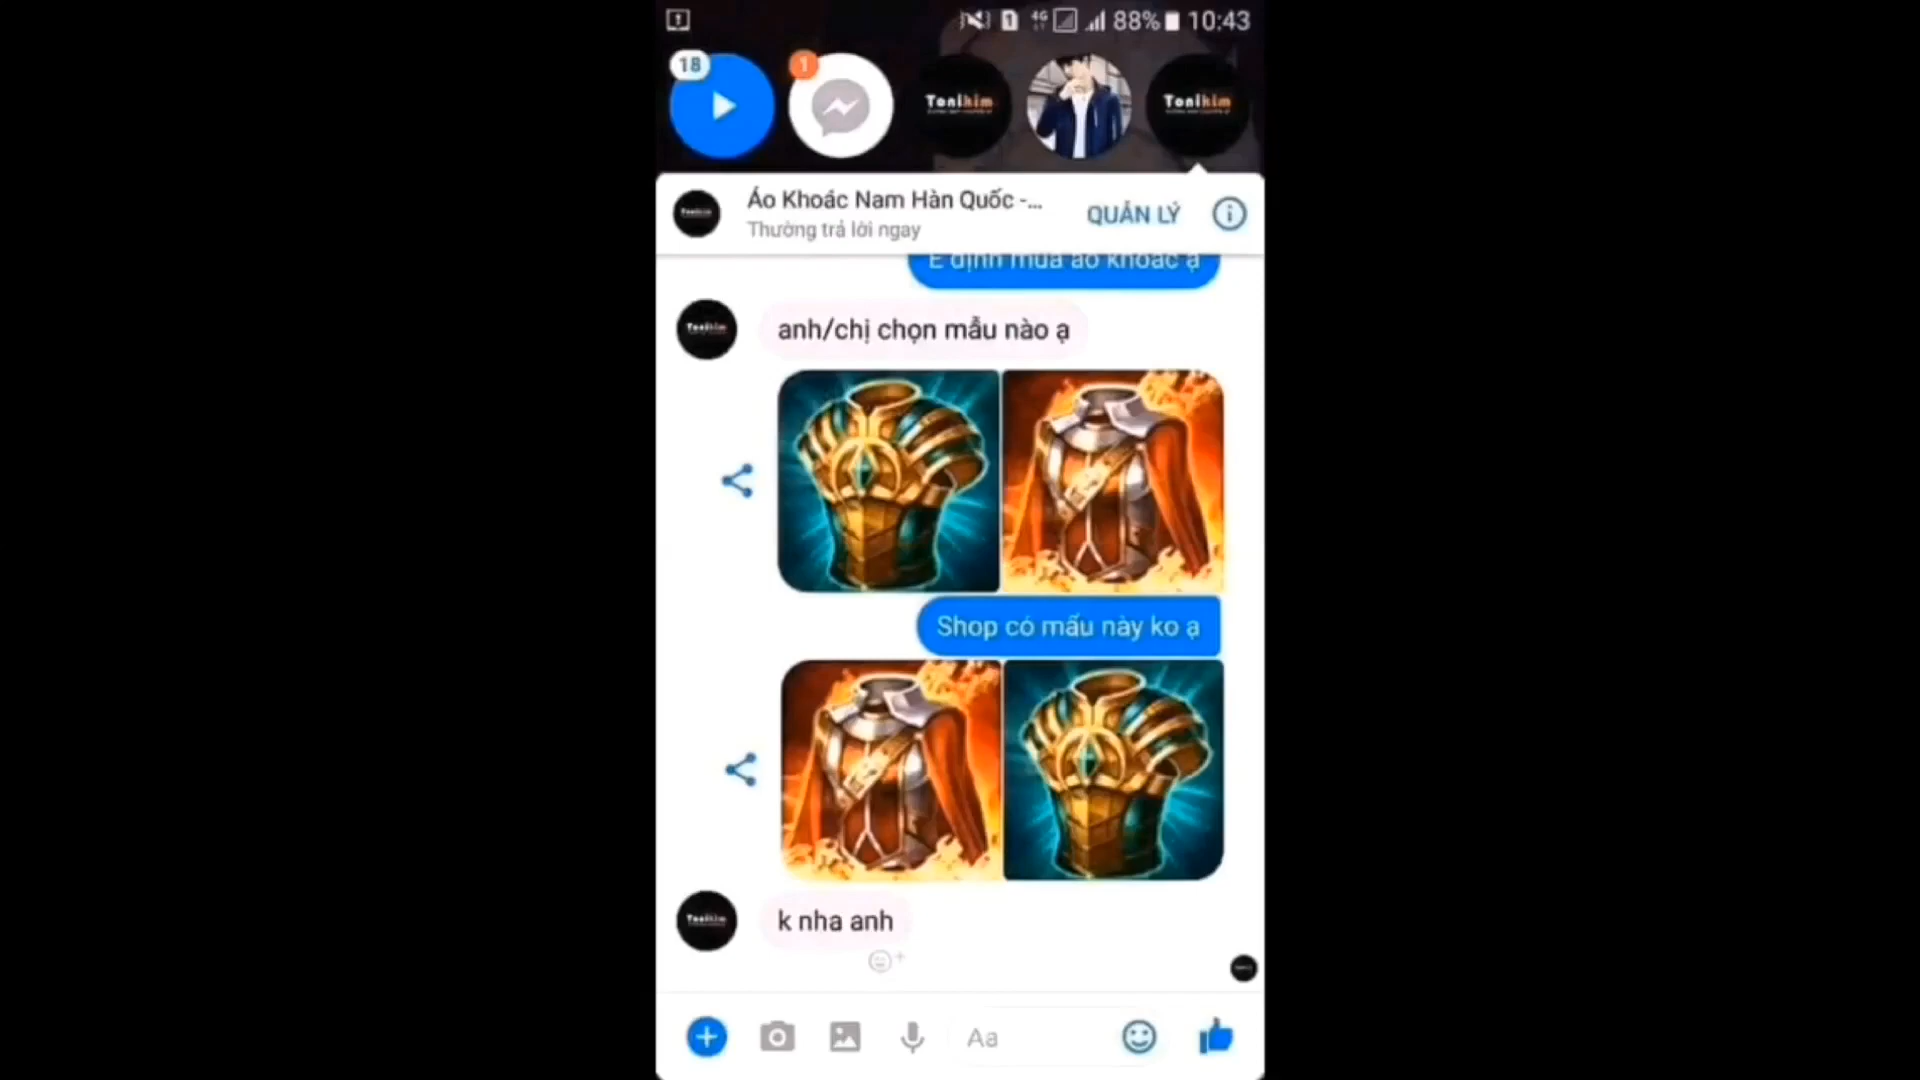 88% 10:43
18
1
Tonikim
Tonikim
Áo Khoác Nam Hàn Quốc -...
Thường trả lời ngay
QUẢN LÝ
E định mua áo khoác ạ
anh/chị chọn mẫu nào ạ
Shop có mẩu này ko ạ
k nha anh
Aa